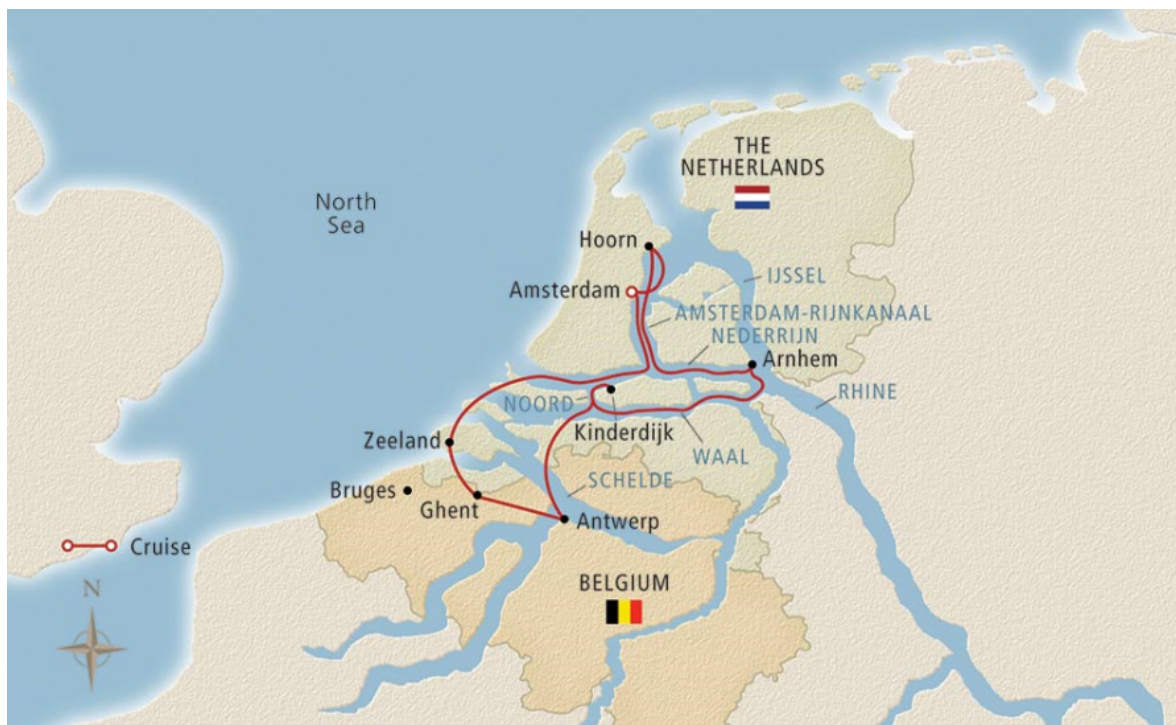 THE
NETHERLANDS
North
Sea
Hoorn
IJSSEL
Amsterdam
AMSTERDAM-RIJNKANAAL
NEDERRIJN
Arnhem
RHINE
NOORD
Kinderdijk
Zeeland
WAAL
SCHELDE
Bruges
Ghent
Antwerp
Cruise
BELGIUM
N